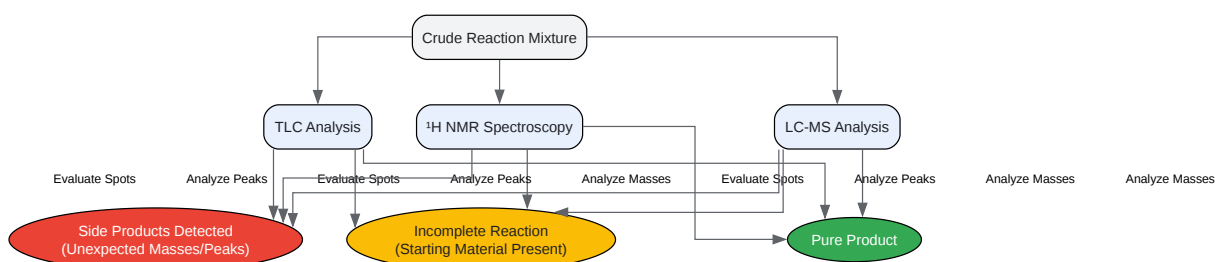 Crude Reaction Mixture
TLC Analysis
¹H NMR Spectroscopy
LC-MS Analysis
Evaluate Spots
Analyze Peaks
Evaluate Spots
Analyze Peaks
Analyze Masses
Evaluate Spots
Analyze Peaks
Analyze Masses
Analyze Masses
Side Products Detected
(Unexpected Masses/Peaks)
Incomplete Reaction
(Starting Material Present)
Pure Product